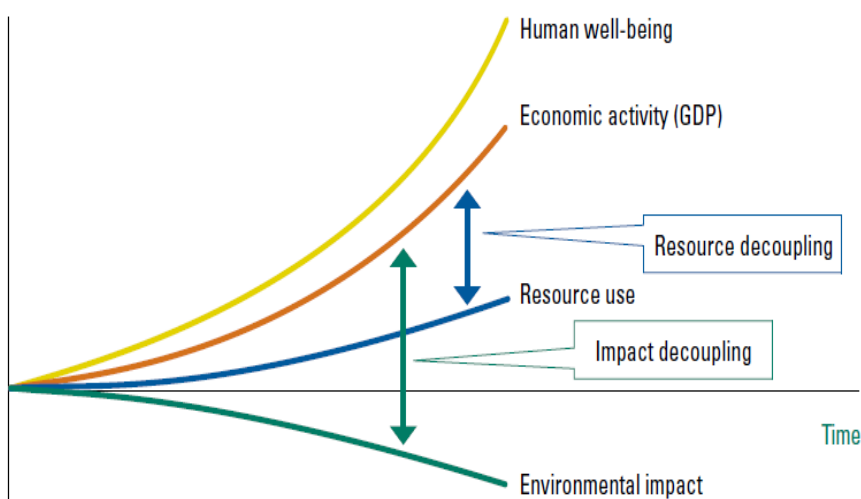 Human well-being
Economic activity (GDP)
Resource decoupling
Resource use
Impact decoupling
Time
Environmental impact